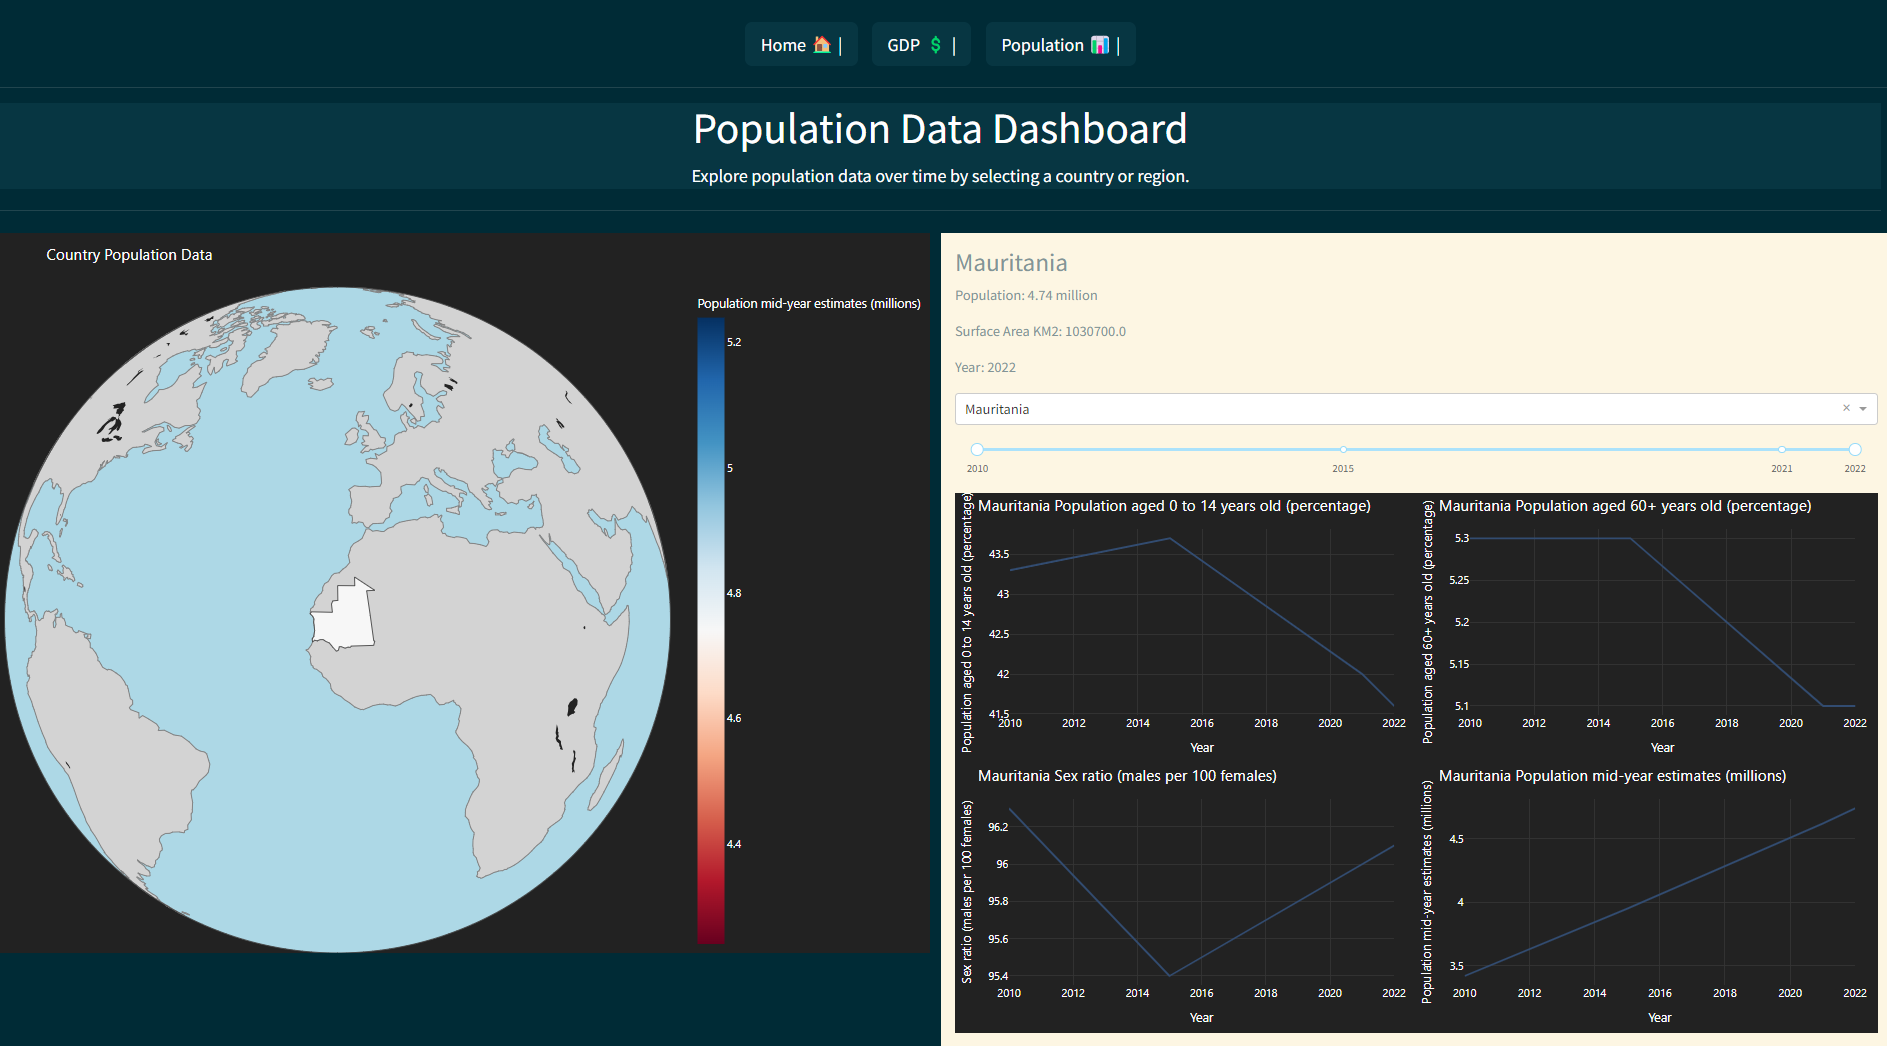 Home 🏠 |
GDP 💲 |
Population 📊 |
Population Data Dashboard
Explore population data over time by selecting a country or region.
Country Population Data
Population mid-year estimates (millions)
5.2
5
4.8
4.6
4.4
Mauritania
Population: 4.74 million
Surface Area KM2: 1030700.0
Year: 2022
Mauritania
× 
2010 2015 2021 2022
Mauritania Population aged 0 to 14 years old (percentage)
Population aged 0 to 14 years old (percentage)
43.5
43
42.5
42
41.5
2010 2012 2014 2016 2018 2020 2022
Year
Mauritania Population aged 60+ years old (percentage)
Population aged 60+ years old (percentage)
5.3
5.25
5.2
5.15
5.1
2010 2012 2014 2016 2018 2020 2022
Year
Mauritania Sex ratio (males per 100 females)
Sex ratio (males per 100 females)
96.2
96
95.8
95.6
95.4
2010 2012 2014 2016 2018 2020 2022
Year
Mauritania Population mid-year estimates (millions)
Population mid-year estimates (millions)
4.5
4
3.5
2010 2012 2014 2016 2018 2020 2022
Year